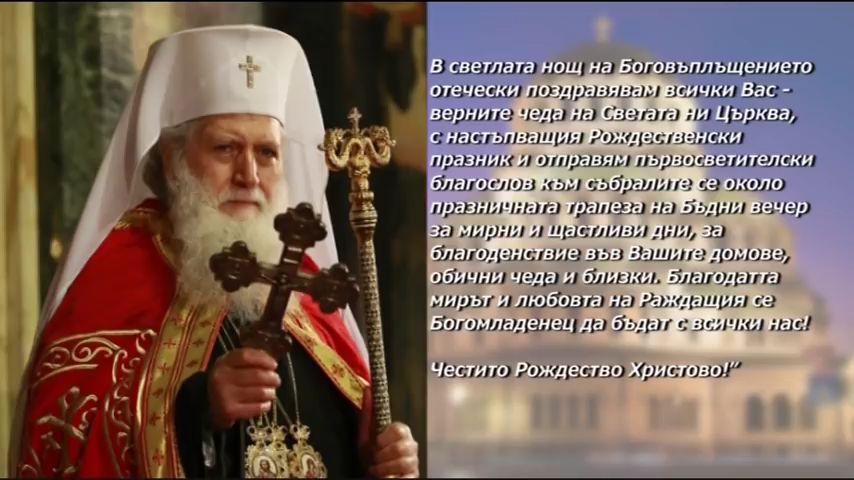 В светлата нощ на Боговъплъщението
отечески поздравявам всички Вас -
верните чеда на Светата ни Църква,
с настъпващия Рождественски
празник и отправям първосветителски
благослов към събралите се около
празничната трапеза на Бъдни вечер
за мирни и щастливи дни, за
благоденствие във Вашите домове,
обични чеда и близки. Благодатта
мирът и любовта на Раждащия се
Богомладенец да бъдат с всички нас!
Честито Рождество Христово!”